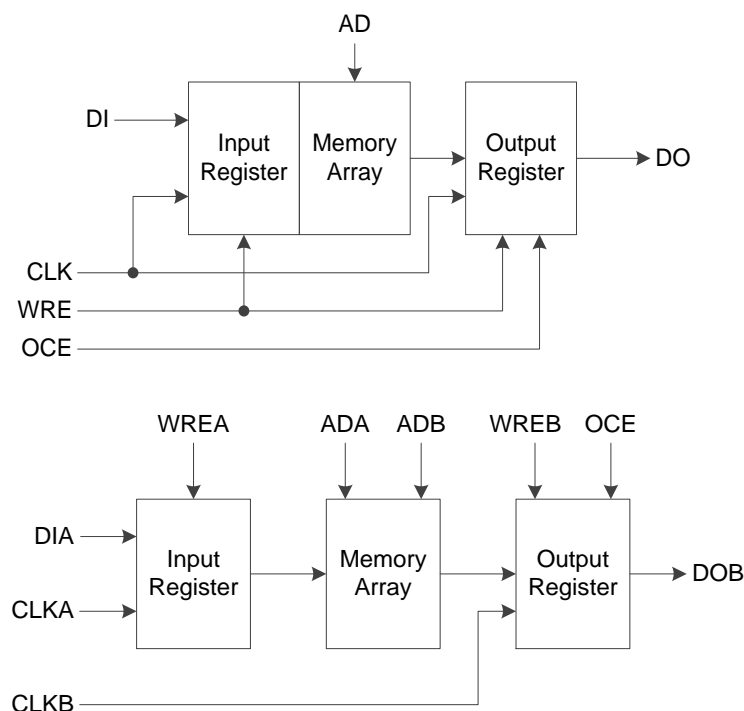 AD
DI
Input
Register
Memory
Array
Output
Register
DO
CLK
WRE
OCE
WREA
ADA
ADB
WREB
OCE
DIA
Input
Register
Memory
Array
Output
Register
DOB
CLKA
CLKB